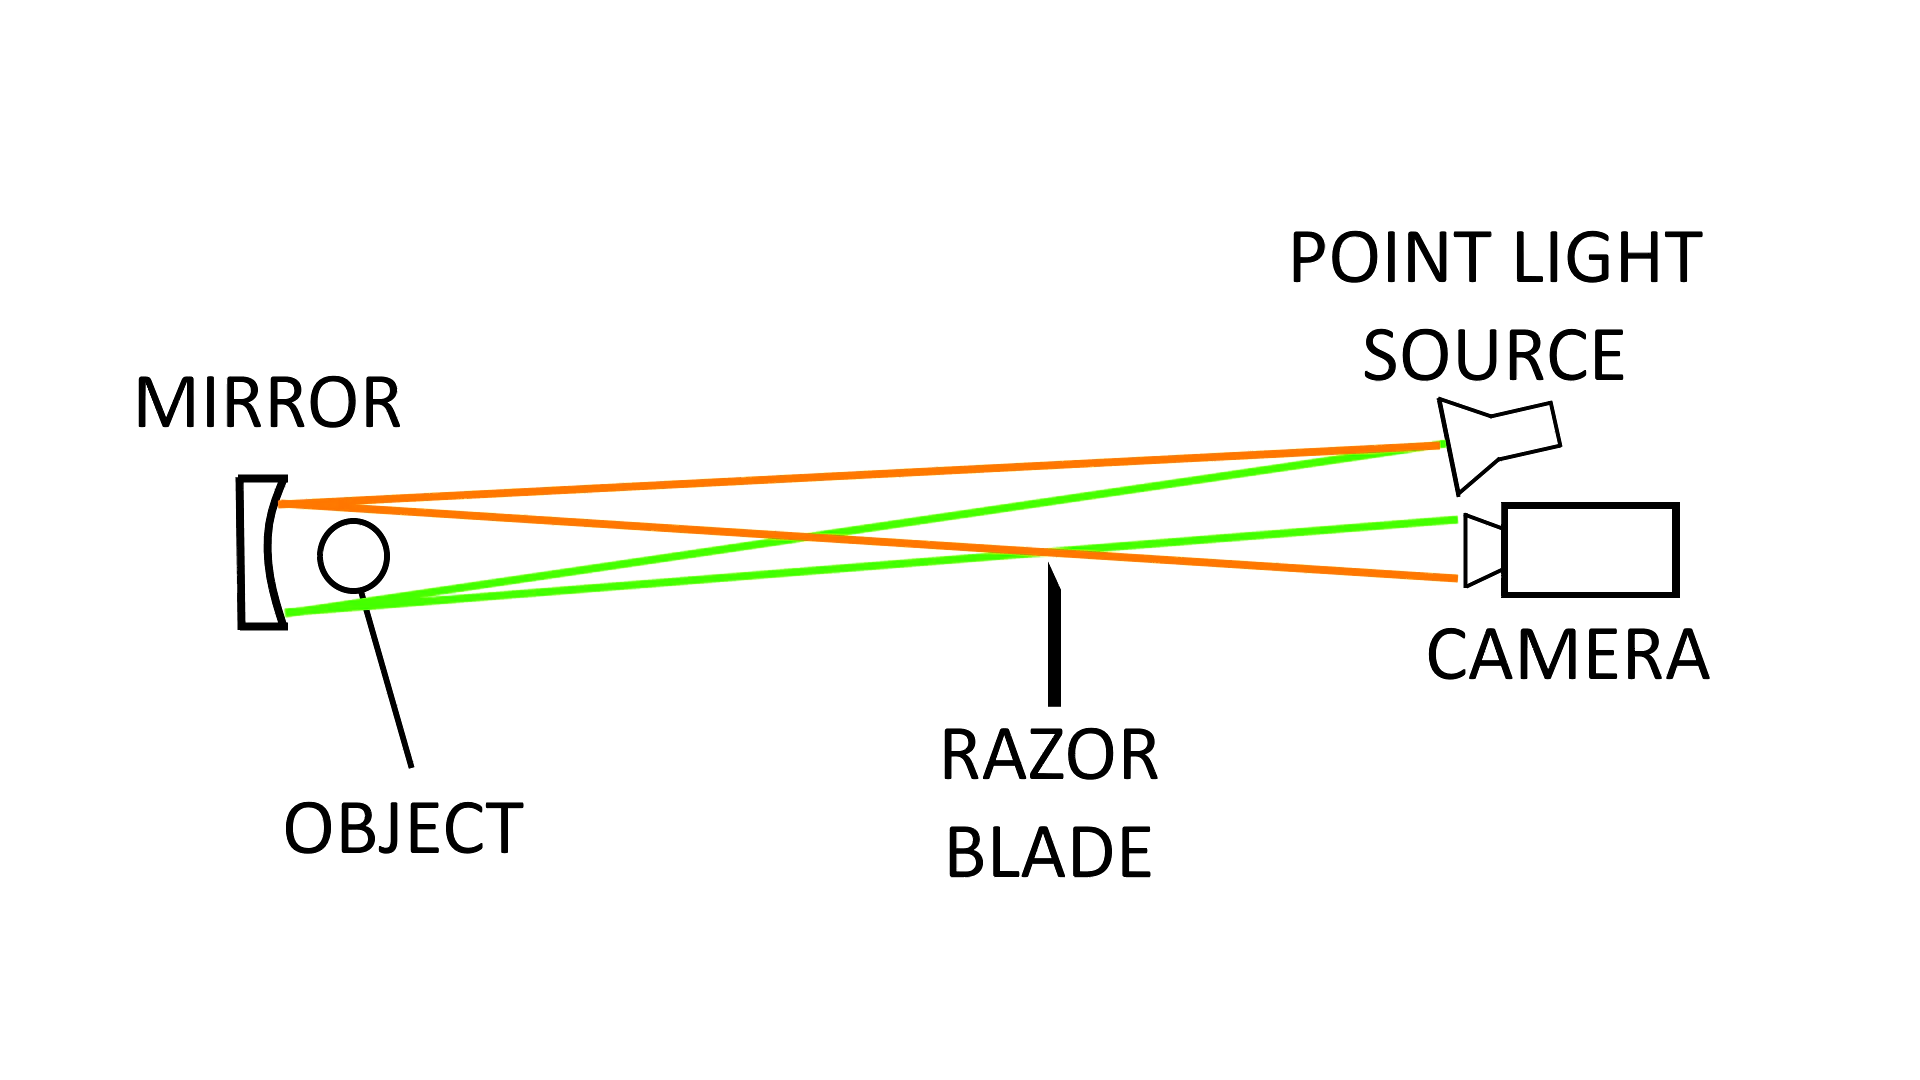 POINT LIGHT
SOURCE
MIRROR
CAMERA
RAZOR
BLADE
OBJECT